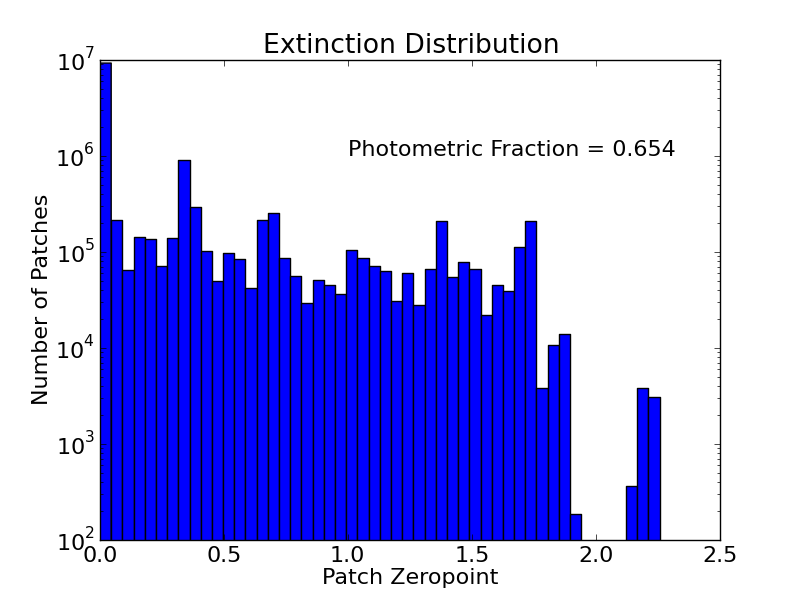 Extinction Distribution
Photometric Fraction = 0.654
Number of Patches
10^7
10^6
10^5
10^4
10^3
10^2
0.0 0.5 1.0 1.5 2.0 2.5
Patch Zeropoint